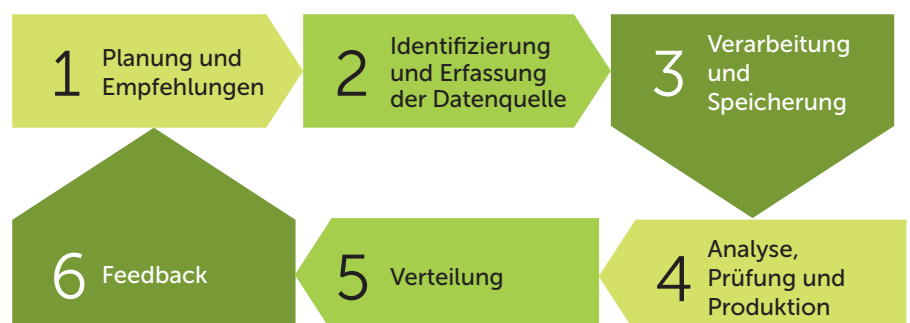 1 Planung und
Empfehlungen
2 Identifizierung
und Erfassung
der Datenquelle
3 Verarbeitung
und
Speicherung
4 Analyse,
Prüfung und
Produktion
5 Verteilung
6 Feedback